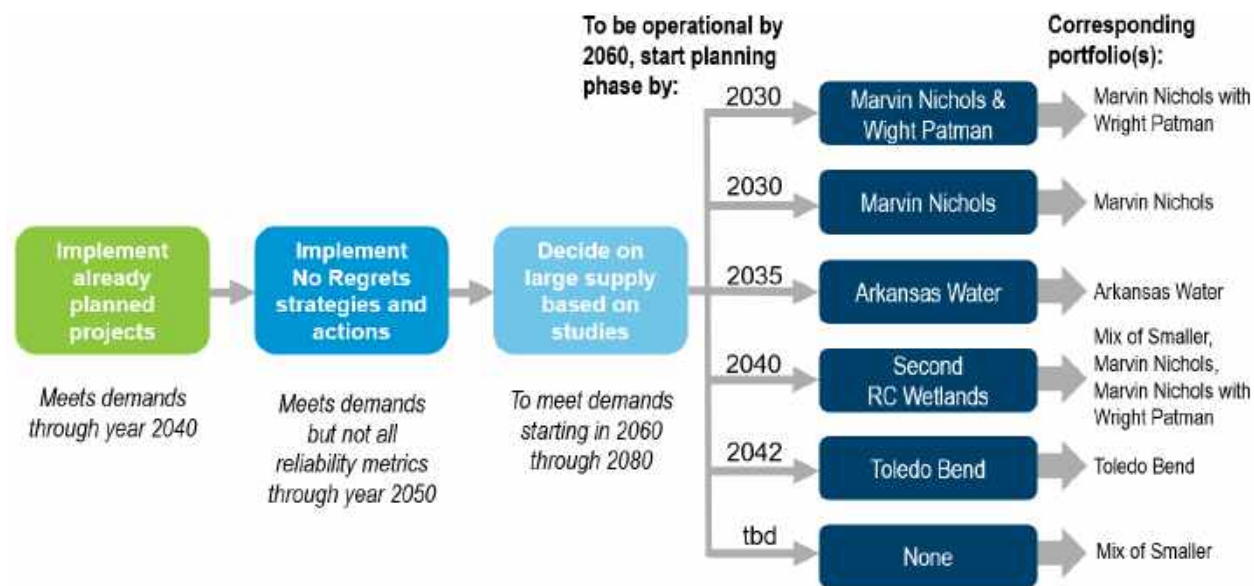 To be operational by
2060, start planning
phase by:
Corresponding
portfolio(s):
Implement
already
planned
projects
Meets demands
through year 2040
Implement
No Regrets
strategies and
actions
Meets demands
but not all
reliability metrics
through year 2050
Decide on
large supply
based on
studies
To meet demands
starting in 2060
through 2080
2030
Marvin Nichols &
Wight Patman
Marvin Nichols with
Wright Patman
2030
Marvin Nichols
Marvin Nichols
2035
Arkansas Water
Arkansas Water
2040
Second
RC Wetlands
Mix of Smaller,
Marvin Nichols,
Marvin Nichols with
Wright Patman
2042
Toledo Bend
Toledo Bend
tbd
None
Mix of Smaller